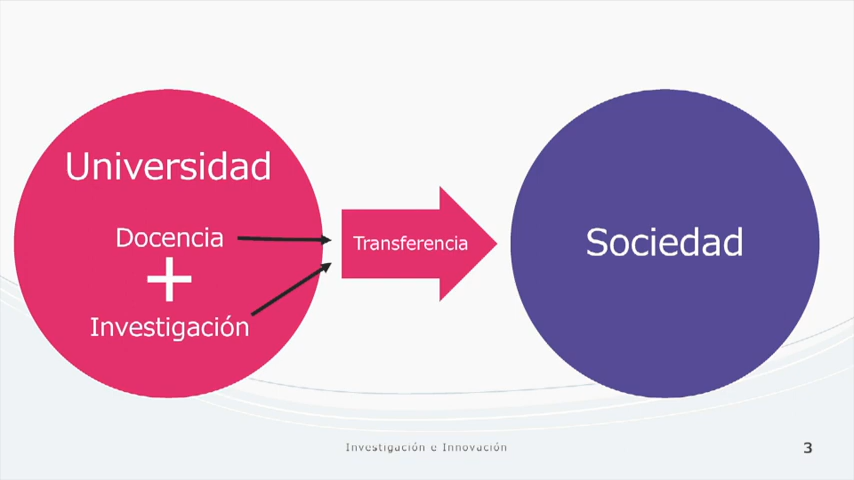 Universidad
Docencia
+
Investigación
Transferencia
Sociedad
Investigación e Innovación
3